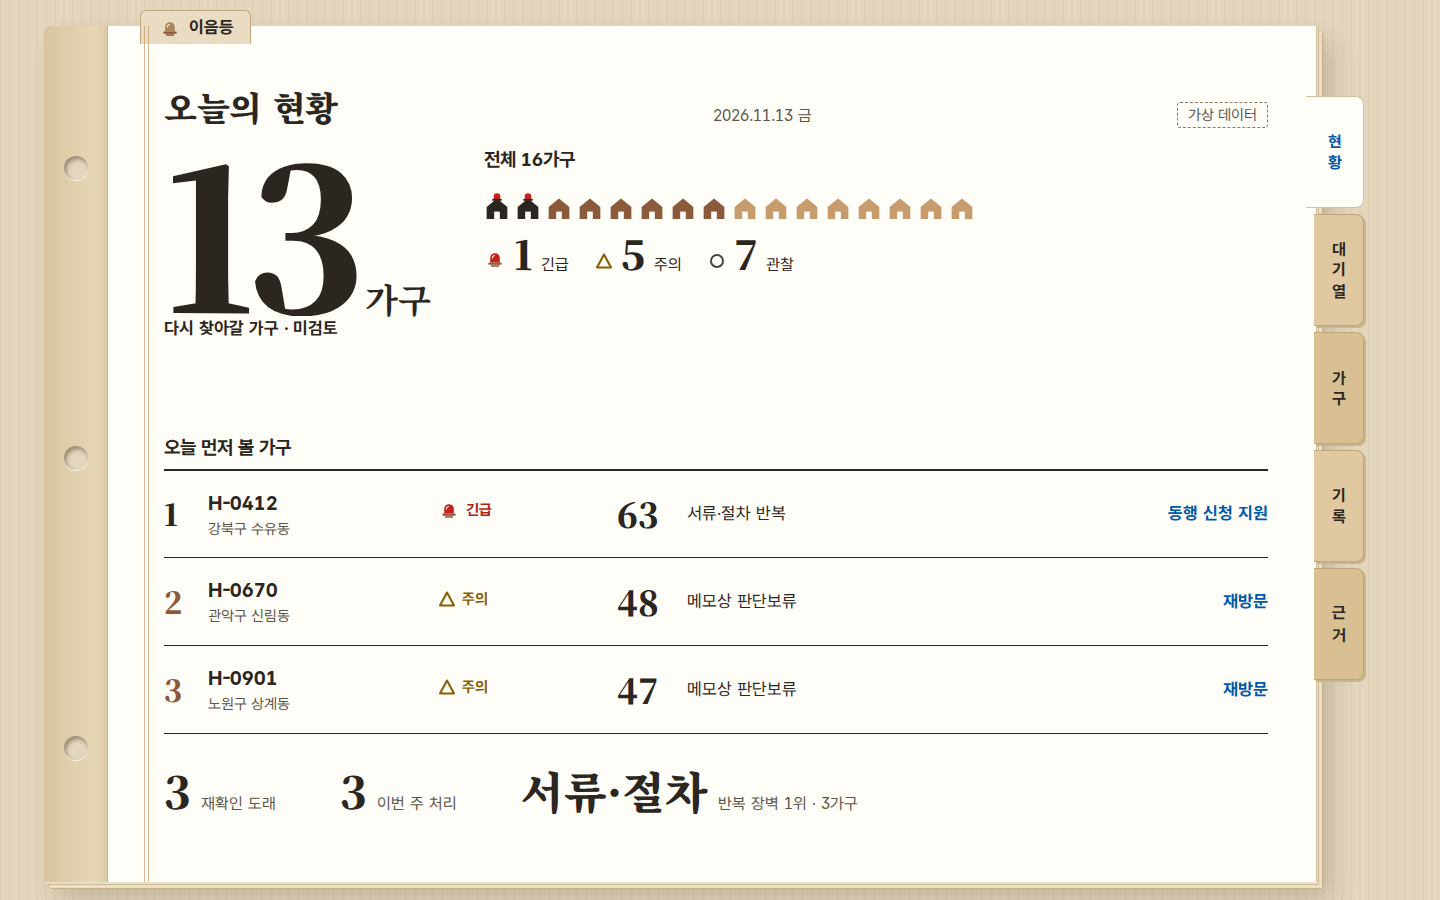 이음등
오늘의 현황
2026.11.13 금
가상 데이터
13 가구
다시 찾아갈 가구 · 미검토
전체 16가구
1 긴급
5 주의
7 관찰
오늘 먼저 볼 가구
1 H-0412 긴급 63 서류·절차 반복 동행 신청 지원
강북구 수유동
2 H-0670 주의 48 메모상 판단보류 재방문
관악구 신림동
3 H-0901 주의 47 메모상 판단보류 재방문
노원구 상계동
3 재확인 도래
3 이번 주 처리
서류·절차 반복 장벽 1위 · 3가구
현황
대기열
가구
기록
근거